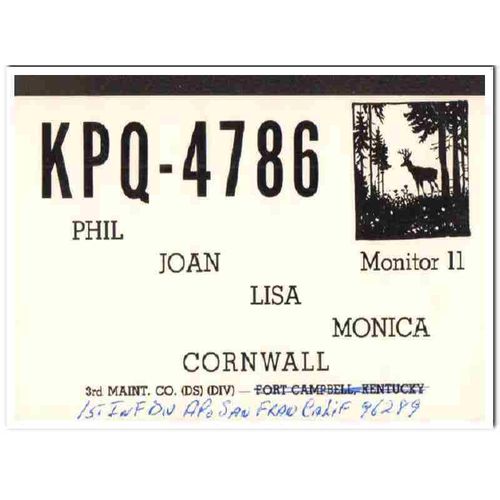 KPQ-4786
PHIL
JOAN
Monitor 11
LISA
MONICA
CORNWALL
3rd MAINT. CO. (DS) (DIV) — FORT CAMPBELL, KENTUCKY
1ST INF DIV APO SAN FRAN CALIF 96289